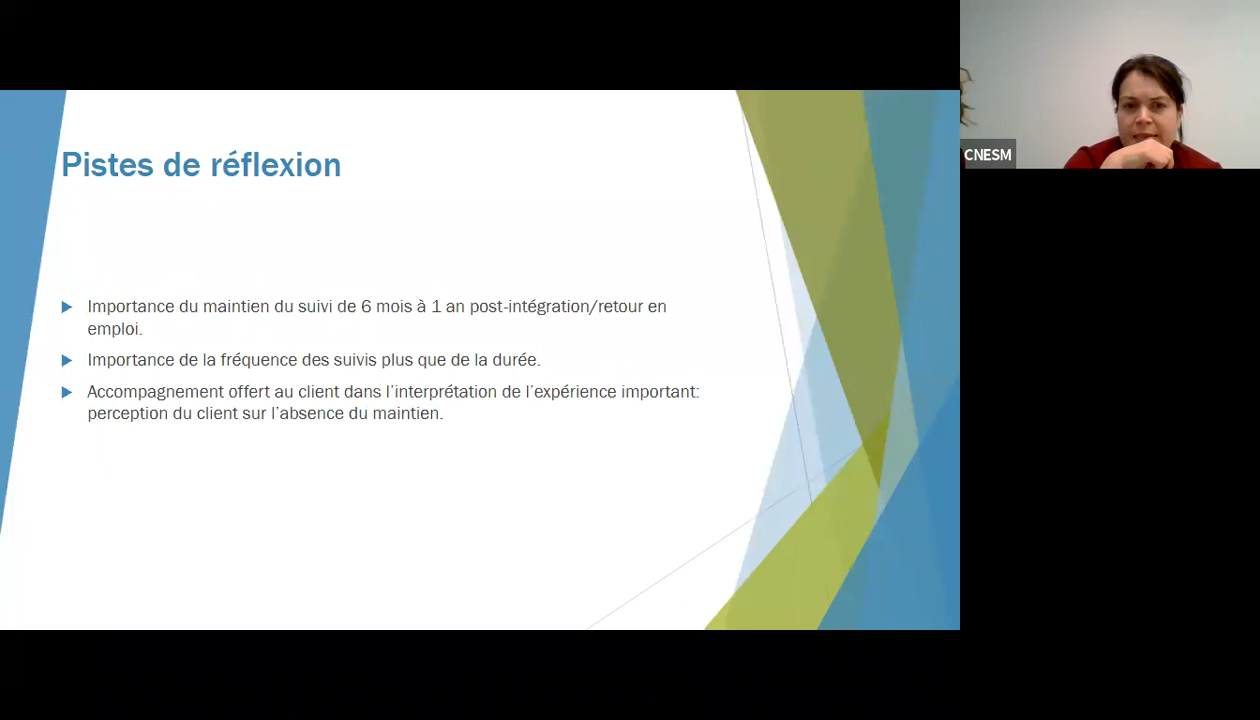 Pistes de réflexion
Importance du maintien du suivi de 6 mois à 1 an post-intégration/retour en
emploi.
Importance de la fréquence des suivis plus que de la durée.
Accompagnement offert au client dans l'interprétation de l'expérience important:
perception du client sur l'absence du maintien.
CNESM